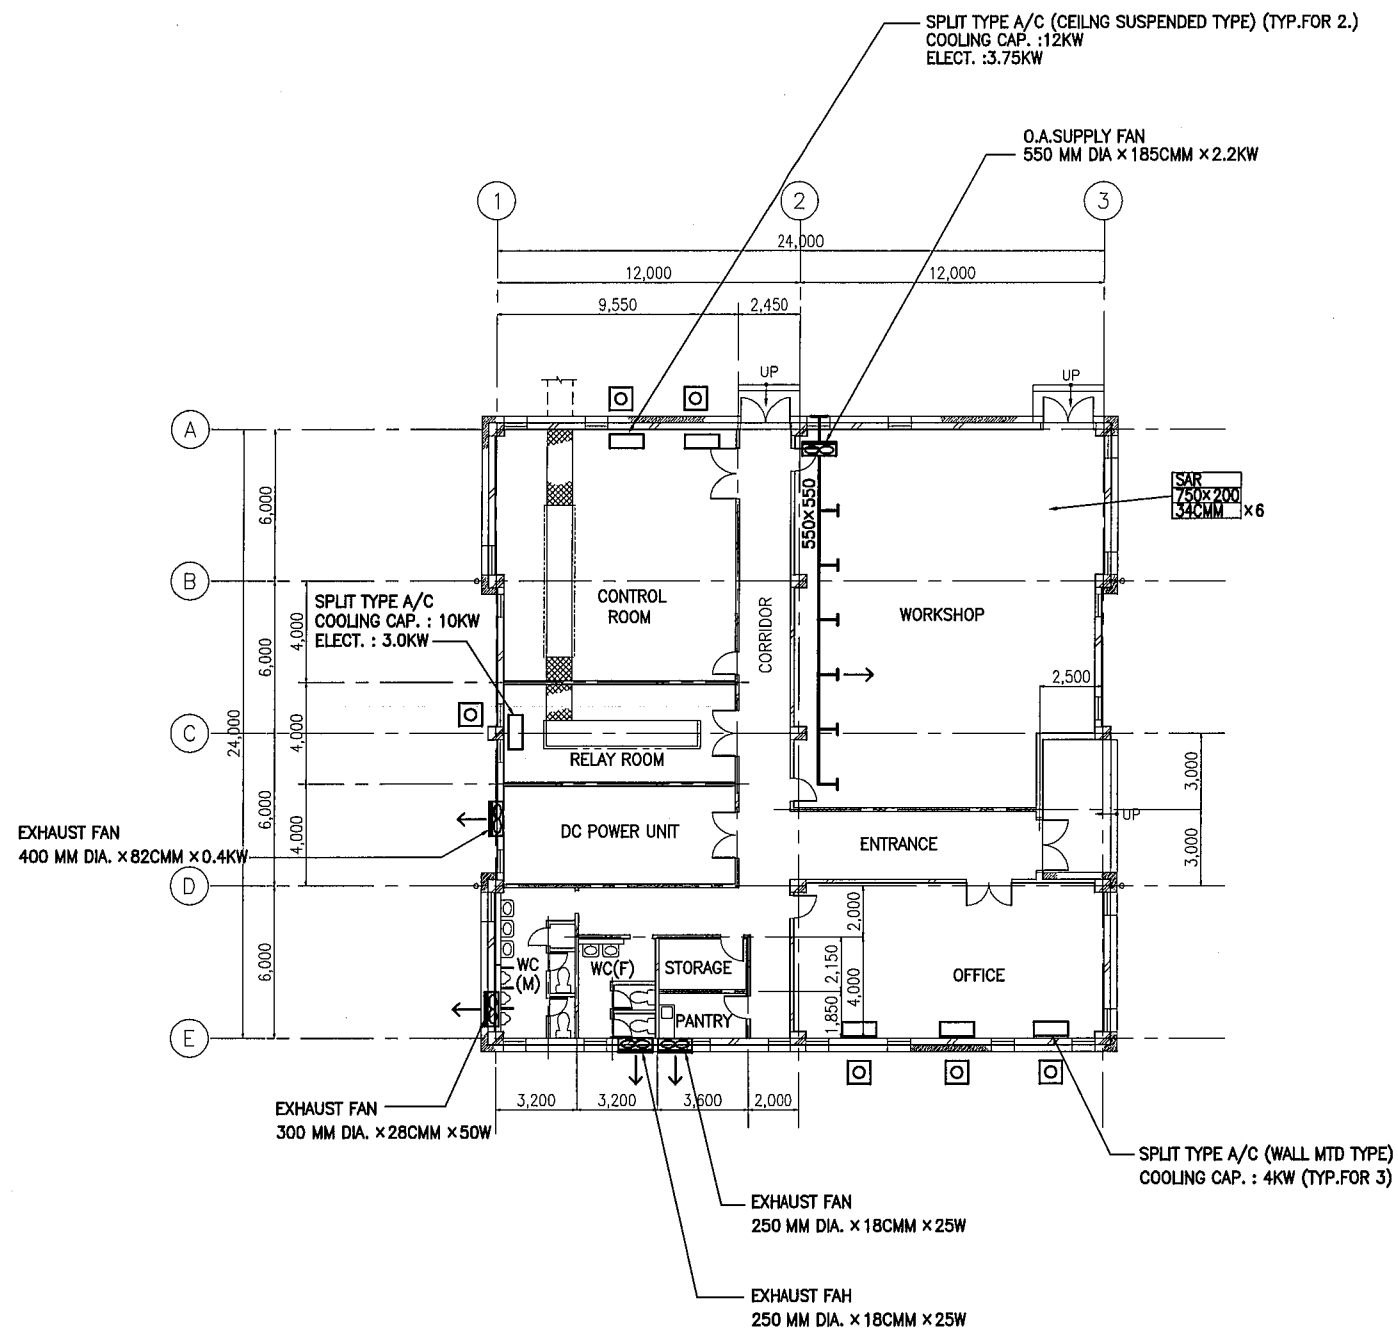 SPLIT TYPE A/C (CEILNG SUSPENDED TYPE) (TYP.FOR 2.)
COOLING CAP. :12KW
ELECT. :3.75KW
O.A.SUPPLY FAN
550 MM DIA ×185CMM ×2.2KW
1
2
3
24,000
12,000
12,000
9,550
2,450
UP
UP
A
B
C
D
E
6,000
6,000
6,000
6,000
24,000
4,000
4,000
4,000
SAR
750×200
34CMM ×6
550×550
SPLIT TYPE A/C
COOLING CAP. : 10KW
ELECT. : 3.0KW
CONTROL
ROOM
CORRIDOR
WORKSHOP
2,500
RELAY ROOM
3,000
3,000
UP
EXHAUST FAN
400 MM DIA. ×82CMM ×0.4KW
DC POWER UNIT
ENTRANCE
WC
(M)
WC(F)
STORAGE
PANTRY
2,000
2,150
4,000
1,850
OFFICE
3,200
3,200
3,600
2,000
EXHAUST FAN
300 MM DIA. ×28CMM ×50W
SPLIT TYPE A/C (WALL MTD TYPE)
COOLING CAP. : 4KW (TYP.FOR 3)
EXHAUST FAN
250 MM DIA. ×18CMM ×25W
EXHAUST FAH
250 MM DIA. ×18CMM ×25W